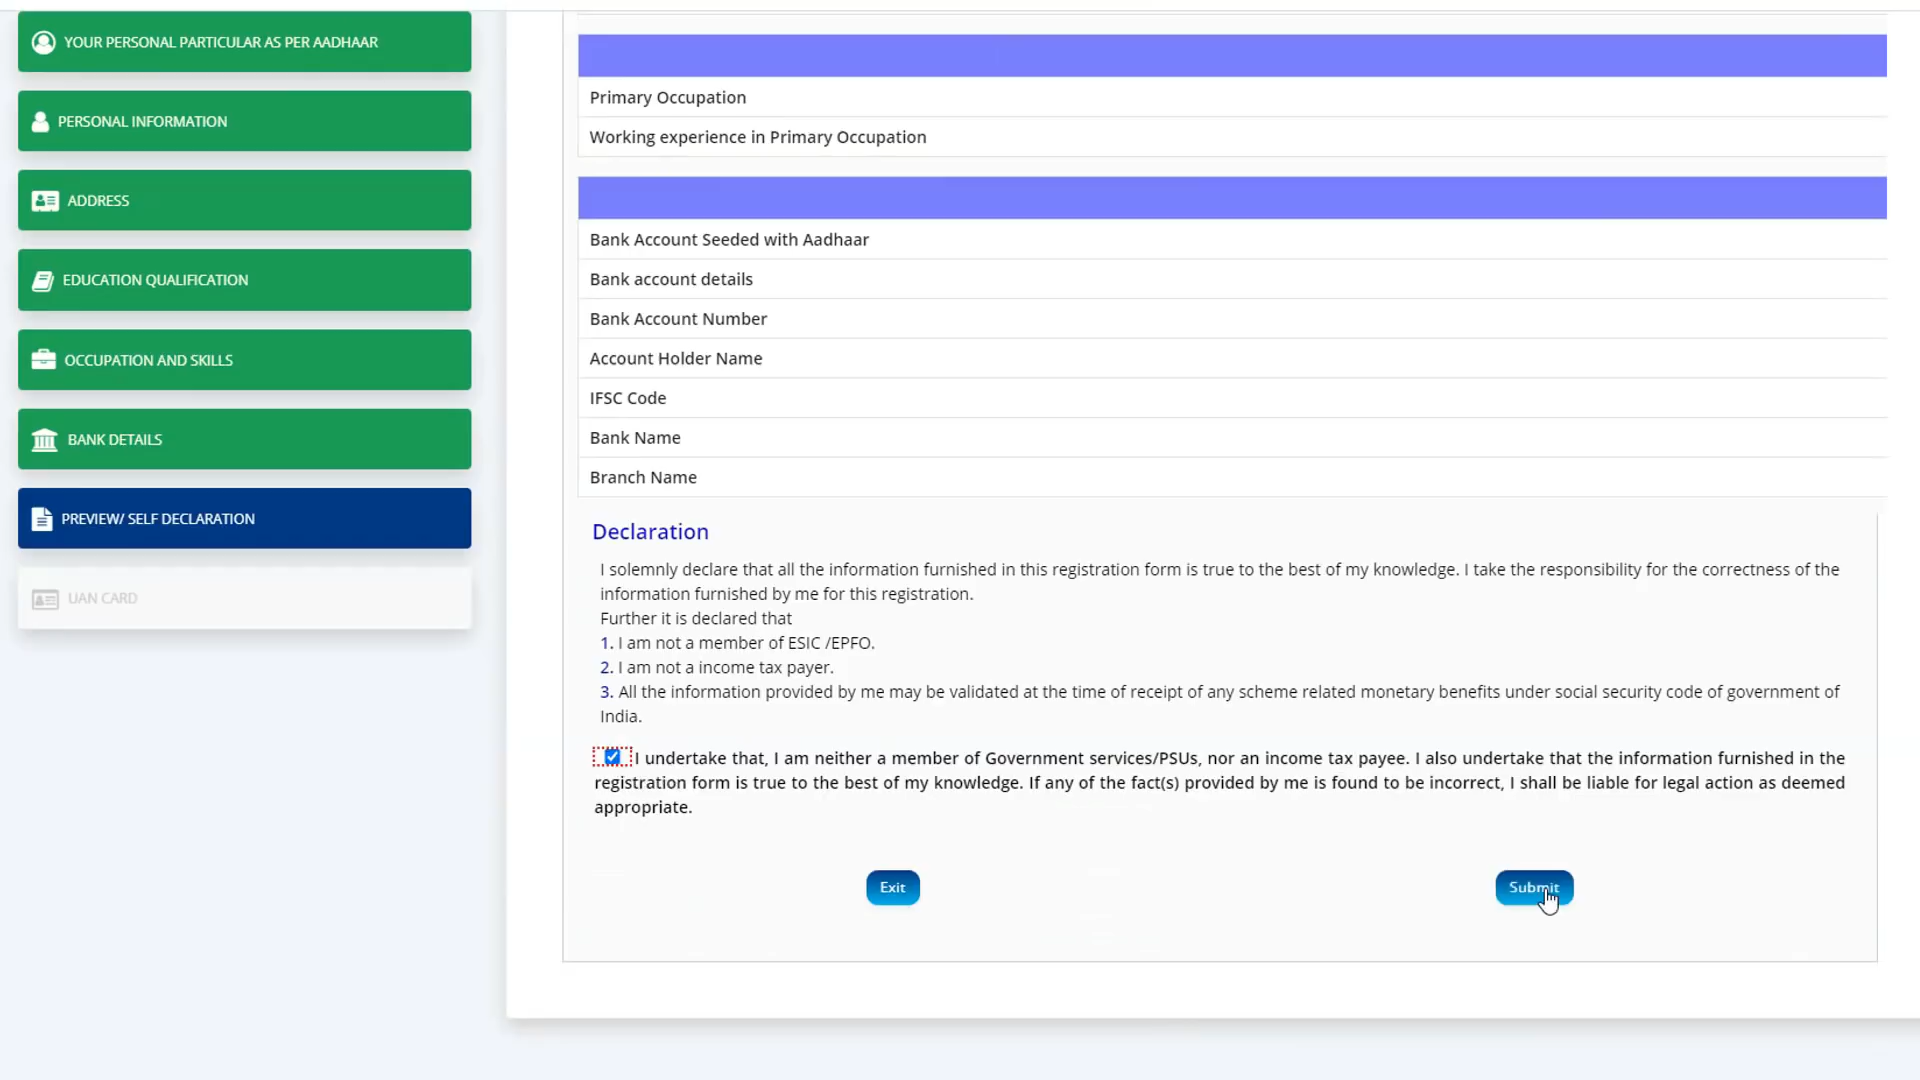 YOUR PERSONAL PARTICULAR AS PER AADHAAR
PERSONAL INFORMATION
ADDRESS
EDUCATION QUALIFICATION
OCCUPATION AND SKILLS
BANK DETAILS
PREVIEW/ SELF DECLARATION
UAN CARD
Primary Occupation
Working experience in Primary Occupation
Bank Account Seeded with Aadhaar
Bank account details
Bank Account Number
Account Holder Name
IFSC Code
Bank Name
Branch Name
Declaration
I solemnly declare that all the information furnished in this registration form is true to the best of my knowledge. I take the responsibility for the correctness of the
information furnished by me for this registration.
Further it is declared that
1. I am not a member of ESIC /EPFO.
2. I am not a income tax payer.
3. All the information provided by me may be validated at the time of receipt of any scheme related monetary benefits under social security code of government of
India.
I undertake that, I am neither a member of Government services/PSUs, nor an income tax payee. I also undertake that the information furnished in the
registration form is true to the best of my knowledge. If any of the fact(s) provided by me is found to be incorrect, I shall be liable for legal action as deemed
appropriate.
Exit
Submit